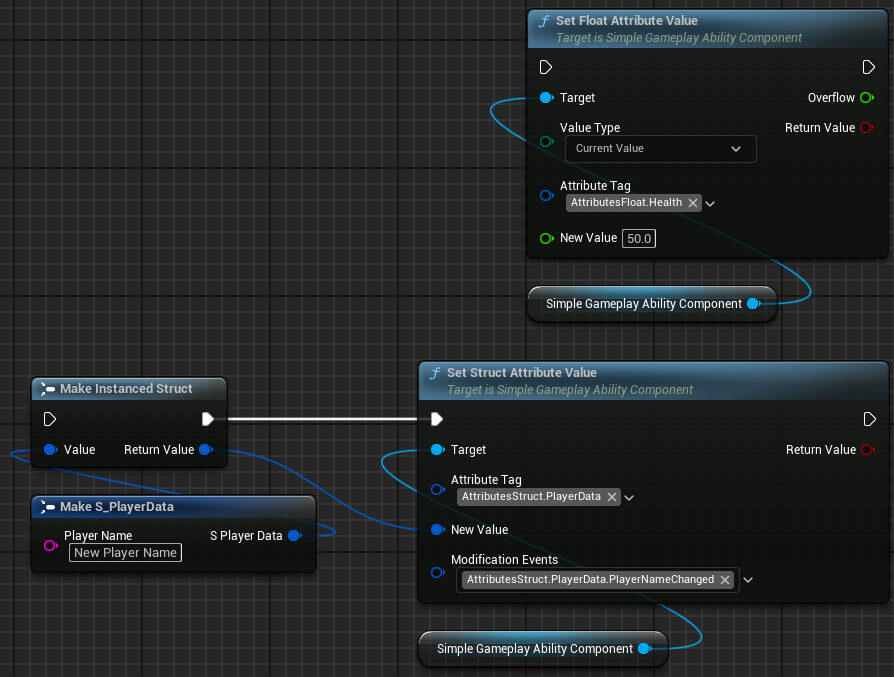 Set Float Attribute Value
Target is Simple Gameplay Ability Component
Target
Overflow
Value Type
Return Value
Current Value
Attribute Tag
AttributesFloat.Health
New Value 50.0
Simple Gameplay Ability Component
Make Instanced Struct
Value
Return Value
Make S_PlayerData
Player Name
S Player Data
New Player Name
Set Struct Attribute Value
Target is Simple Gameplay Ability Component
Target
Return Value
Attribute Tag
AttributesStruct.PlayerData
New Value
Modification Events
AttributesStruct.PlayerData.PlayerNameChanged
Simple Gameplay Ability Component